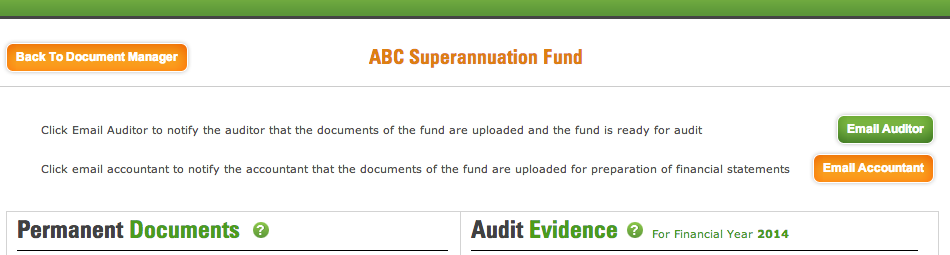 Back To Document Manager
ABC Superannuation Fund
Click Email Auditor to notify the auditor that the documents of the fund are uploaded and the fund is ready for audit
Email Auditor
Click email accountant to notify the accountant that the documents of the fund are uploaded for preparation of financial statements
Email Accountant
Permanent Documents ?
Audit Evidence ? For Financial Year 2014